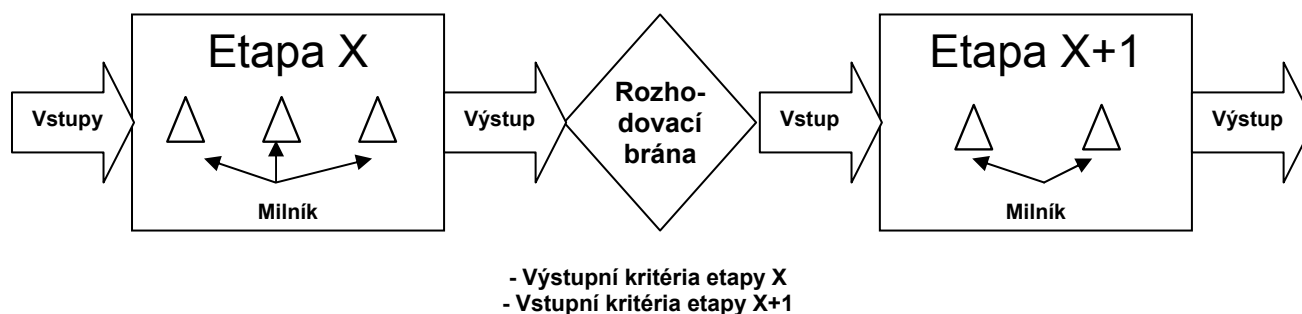 Etapa X
Etapa X+1
Vstupy
Výstup
Rozho-
dovací
brána
Vstup
Výstup
Milník
Milník
- Výstupní kritéria etapy X
- Vstupní kritéria etapy X+1